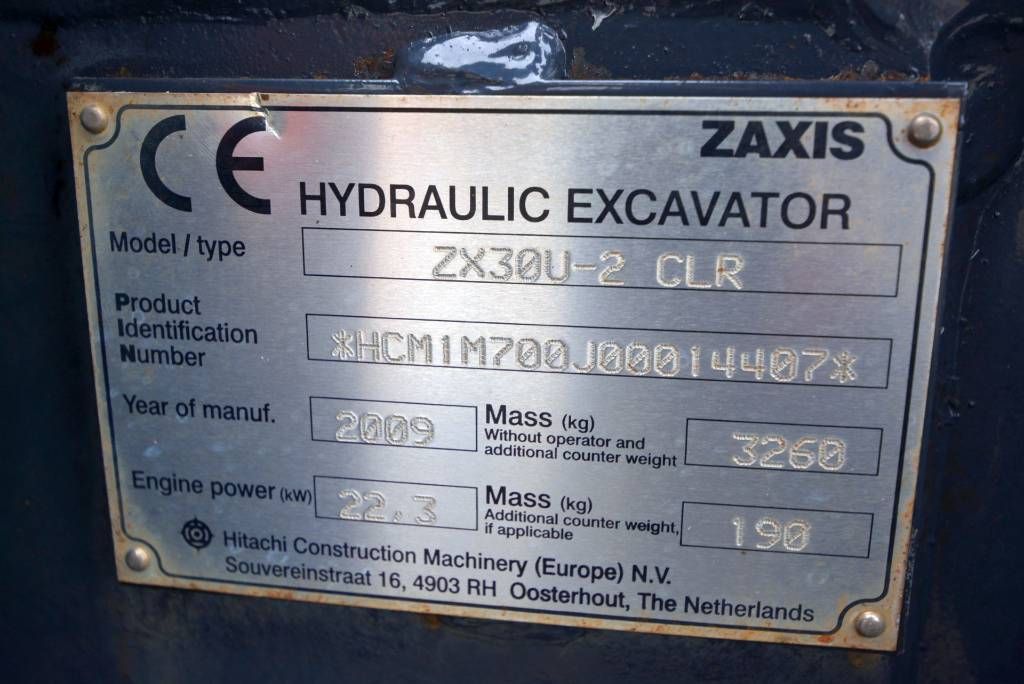 CE ZAXIS
HYDRAULIC EXCAVATOR
Model / type ZX30U-2 CLR
Product
Identification
Number *HCM1M700J00014407*
Year of manuf. 2009 Mass (kg)
Without operator and
additional counter weight 3260
Engine power (kW) 22,3 Mass (kg)
Additional counter weight,
if applicable 190
Hitachi Construction Machinery (Europe) N.V.
Souvereinstraat 16, 4903 RH Oosterhout, The Netherlands